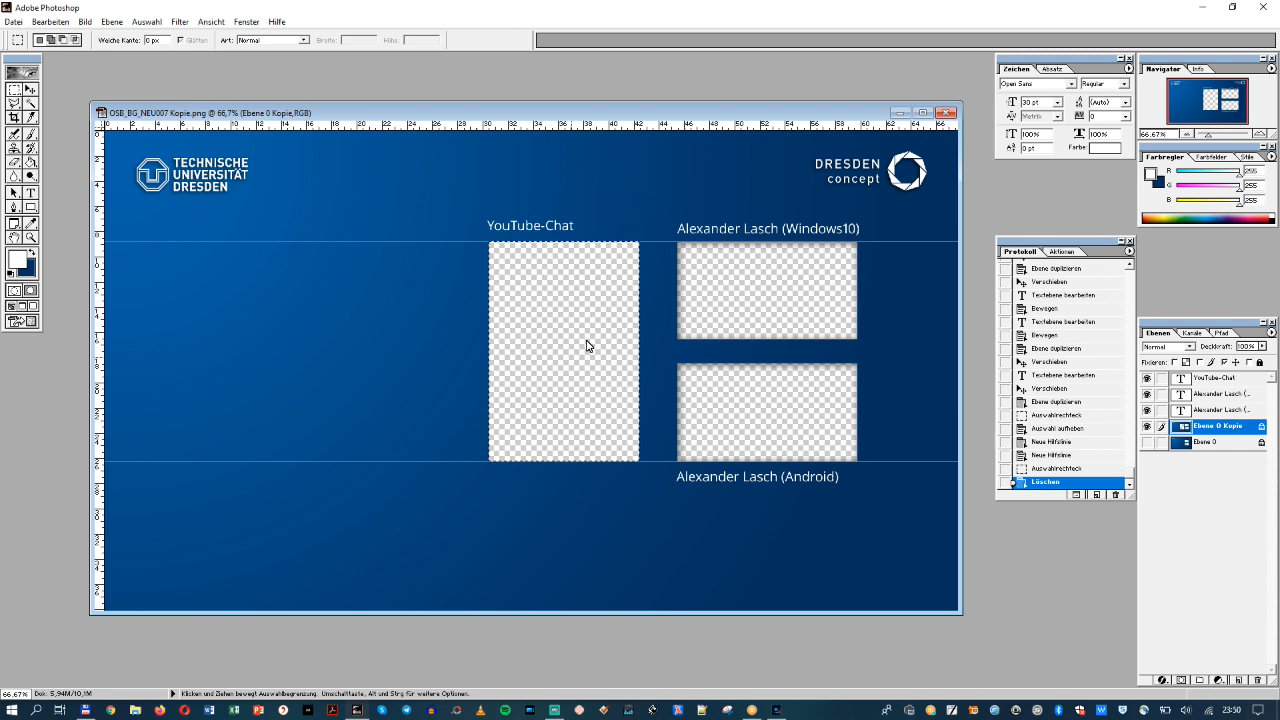 Adobe Photoshop
Datei Bearbeiten Bild Ebene Auswahl Filter Ansicht Fenster Hilfe
Weiche Kante: 0 px Glätten Art: Normal Breite: Höhe:
OSB_BG_NEU007 Kopie.png @ 66,7% (Ebene 0 Kopie,RGB)
TECHNISCHE
UNIVERSITÄT
DRESDEN
DRESDEN
concept
YouTube-Chat
Alexander Lasch (Windows10)
Alexander Lasch (Android)
Zeichen Absatz
Open Sans Regular
30 pt (Auto)
Metrik 0
100% 100%
0 pt Farbe:
Navigator Info
66,67%
Farbregler Farbfelder Stile
R 255
G 255
B 255
Protokoll Aktionen
Ebene duplizieren
Verschieben
Textebene bearbeiten
Bewegen
Textebene bearbeiten
Bewegen
Ebene duplizieren
Verschieben
Textebene bearbeiten
Verschieben
Ebene duplizieren
Auswahlrechteck
Auswahl aufheben
Neue Hilfslinie
Neue Hilfslinie
Auswahlrechteck
Löschen
Ebenen Kanäle Pfad
Normal Deckkraft: 100%
Fixieren:
T YouTube-Chat
T Alexander Lasch (...
T Alexander Lasch (...
Ebene 0 Kopie
Ebene 0
66,67% Dok: 5,94M/10,1M Klicken und Ziehen bewegt Auswahlbegrenzung. Umschalttaste, Alt und Strg für weitere Optionen.
23:50